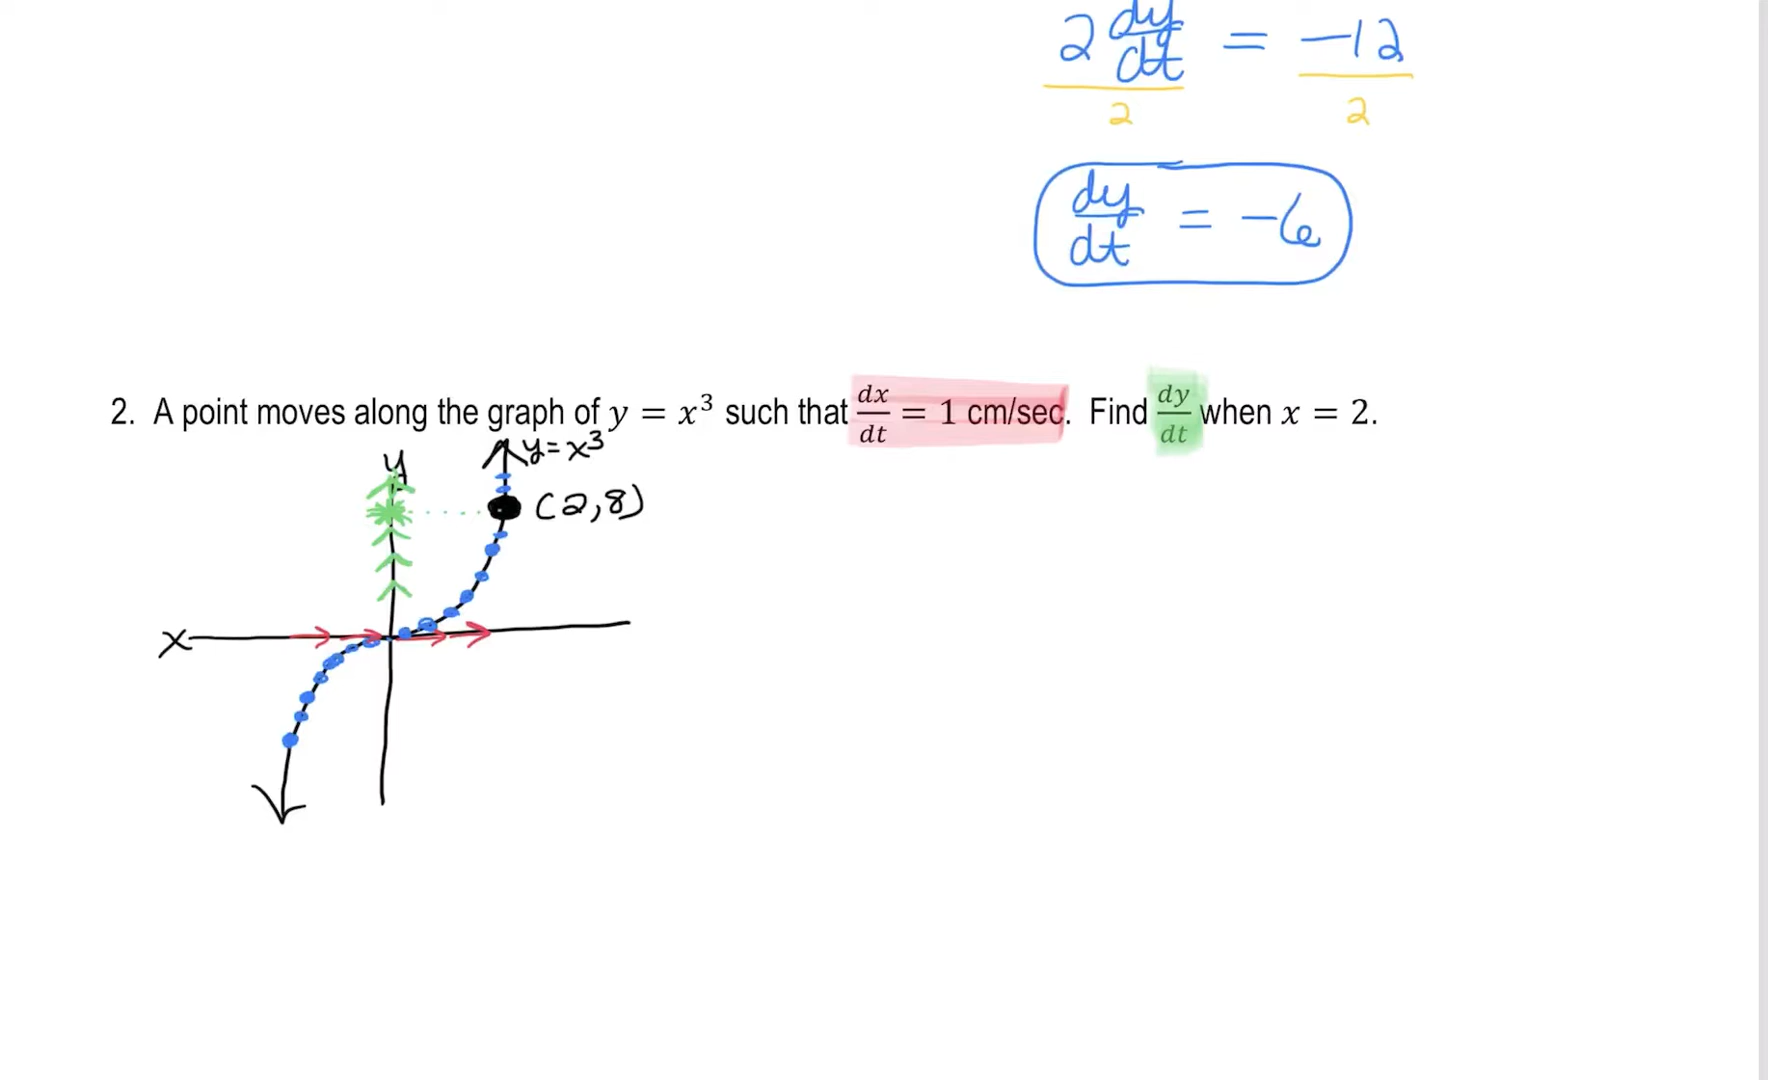 2 dy/dt = -12
2 2
dy/dt = -6
2. A point moves along the graph of y = x³ such that dx/dt = 1 cm/sec. Find dy/dt when x = 2.
y=x³
y
(2,8)
x